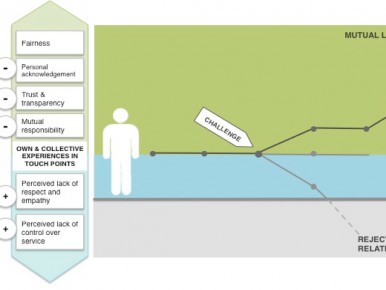 Fairness
-
Personal
acknowledgement
-
Trust &
transparency
-
Mutual
responsibility
OWN & COLLECTIVE
EXPERIENCES IN
TOUCH POINTS
+
Perceived lack of
respect and
empathy
+
Perceived lack of
control over
service
MUTUAL L
CHALLENGE
REJEC
RELATI